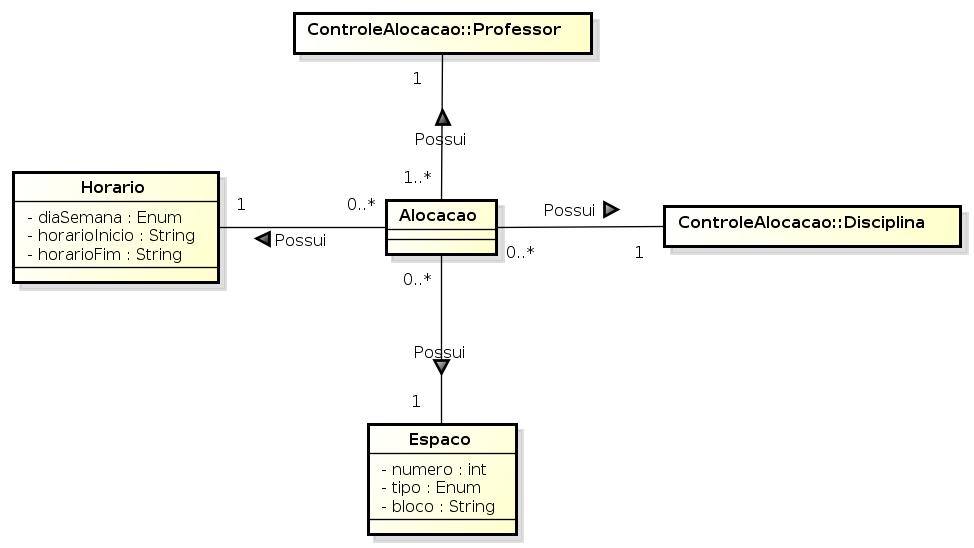 ControleAlocacao::Professor
1
Possui
1..*
Horario
- diaSemana : Enum
- horarioInicio : String
- horarioFim : String
1
0..*
Possui
Alocacao
Possui
0..*
1
ControleAlocacao::Disciplina
0..*
Possui
1
Espaco
- numero : int
- tipo : Enum
- bloco : String